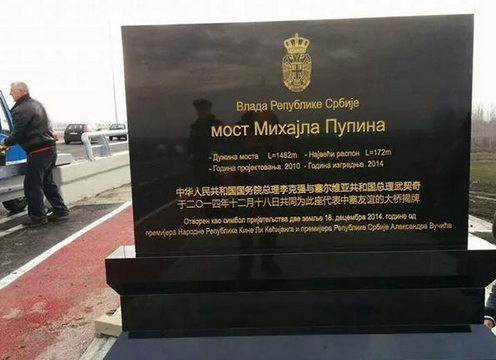 Влада Републике Србије
мост Михајла Пупина
- Дужина моста L=1482m - Највећи распон L=172m
- Година пројектовања 2010 - Година изградње 2014
中华人民共和国国务院总理李克强与塞尔维亚共和国总理武契奇
于二〇一四年十二月十八日共同为此座代表中塞友谊的大桥揭牌
Отворен као симбол пријатељства две земље 18. децембра 2014. године од
премијера Народне Републике Кине Ли Кећијанга и премијера Републике Србије Александра Вучића